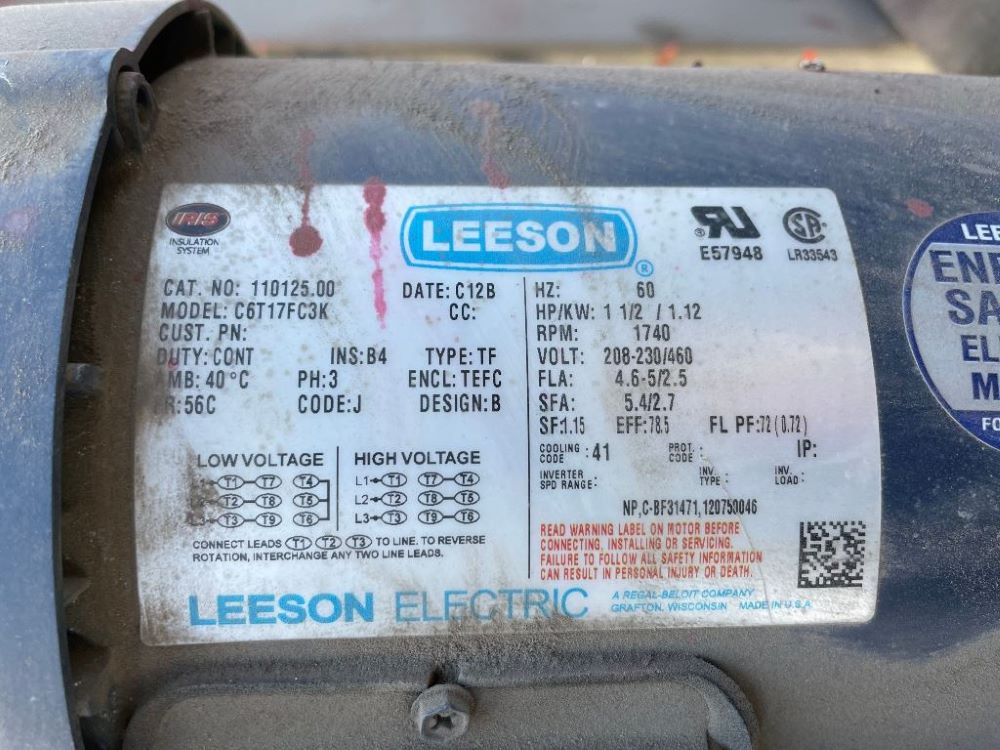 IRIS
INSULATION
SYSTEM
LEESON
®
E57948
LR33543
CAT. NO: 110125.00 DATE: C12B
MODEL: C6T17FC3K CC:
CUST. PN:
DUTY: CONT INS: B4 TYPE: TF
AMB: 40°C PH: 3 ENCL: TEFC
R: 56C CODE: J DESIGN: B
HZ: 60
HP/KW: 1 1/2 / 1.12
RPM: 1740
VOLT: 208-230/460
FLA: 4.6-5/2.5
SFA: 5.4/2.7
SF:1.15 EFF:78.5 FL PF:72 (0.72)
COOLING CODE : 41 PROT. CODE : IP:
INVERTER SPD RANGE : INV. TYPE : INV. LOAD :
NP,C-BF31471,120750046
LOW VOLTAGE
T1 T7 T4
T2 T8 T5
L3 T3 T9 T6
HIGH VOLTAGE
L1 T1 T7 T4
L2 T2 T8 T5
L3 T3 T9 T6
CONNECT LEADS T1 T2 T3 TO LINE. TO REVERSE
ROTATION, INTERCHANGE ANY TWO LINE LEADS.
READ WARNING LABEL ON MOTOR BEFORE
CONNECTING, INSTALLING OR SERVICING.
FAILURE TO FOLLOW ALL SAFETY INFORMATION
CAN RESULT IN PERSONAL INJURY OR DEATH.
LEESON ELECTRIC
A REGAL-BELOIT COMPANY
GRAFTON, WISCONSIN MADE IN U.S.A.
LEE
ENE
SA
EL
M
FO